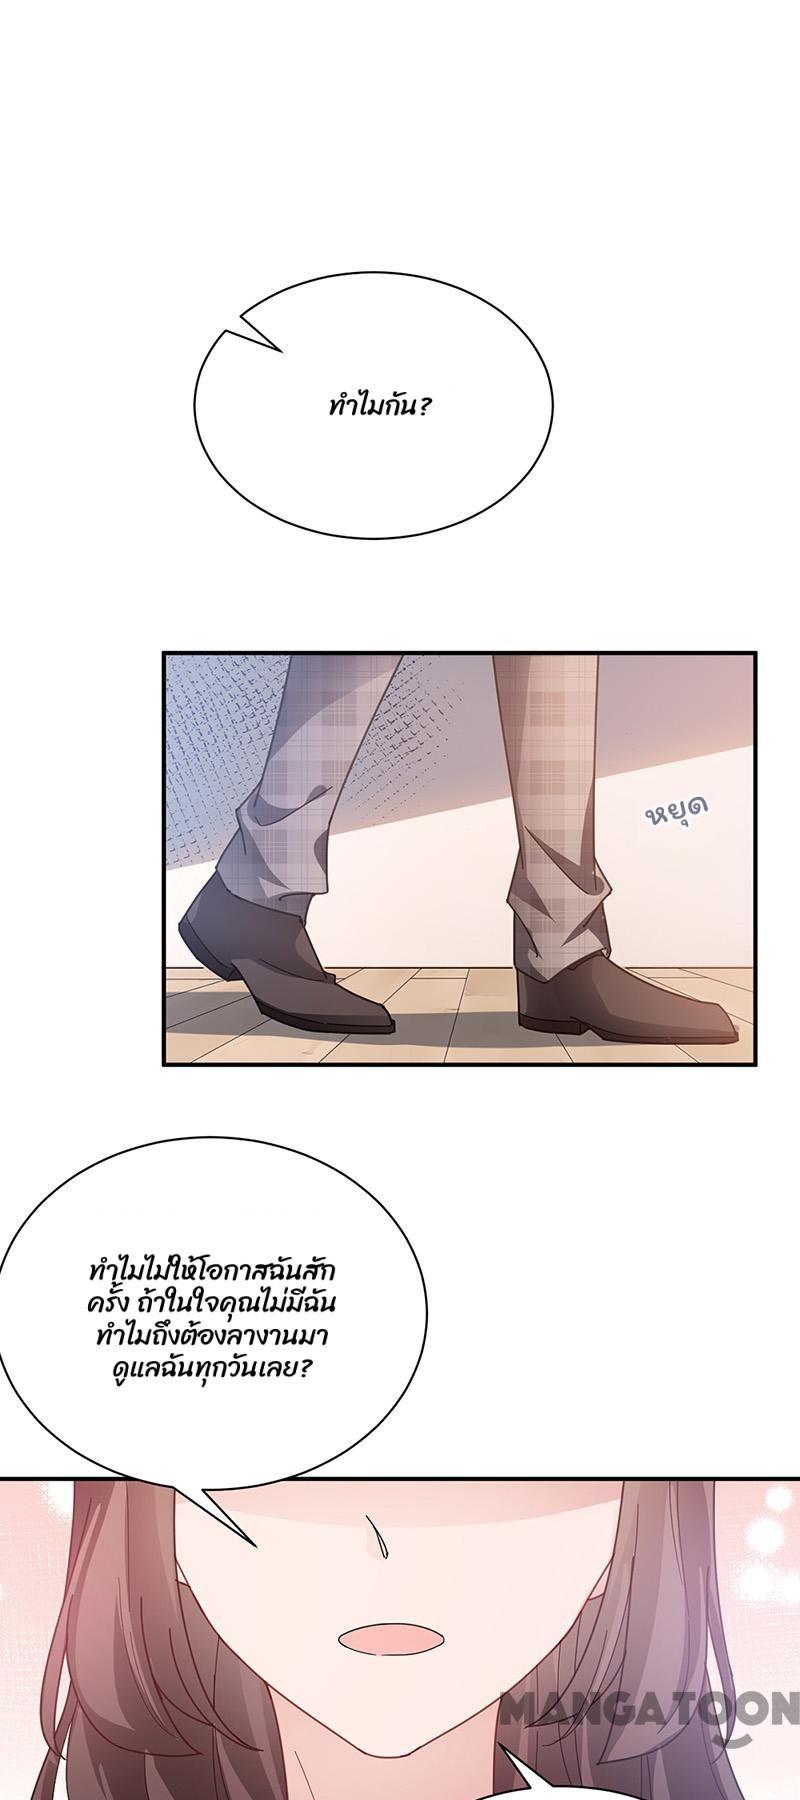 ทำไมกัน?
หยุด
ทำไมไม่ให้โอกาสฉันสัก
ครั้ง ถ้าในใจคุณไม่มีฉัน
ทำไมถึงต้องลางานมา
ดูแลฉันทุกวันเลย?
MANGATOON